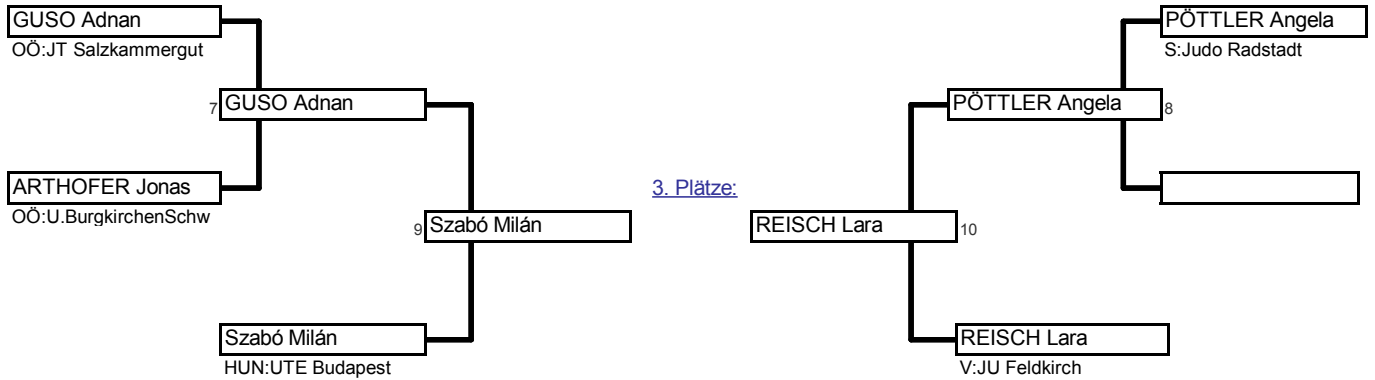 GUSO Adnan
OÖ:JT Salzkammergut
7 GUSO Adnan
ARTHOFER Jonas
OÖ:U.BurgkirchenSchw
9 Szabó Milán
Szabó Milán
HUN:UTE Budapest
3. Plätze:
PÖTTLER Angela
S:Judo Radstadt
PÖTTLER Angela 8
REISCH Lara 10
REISCH Lara
V:JU Feldkirch